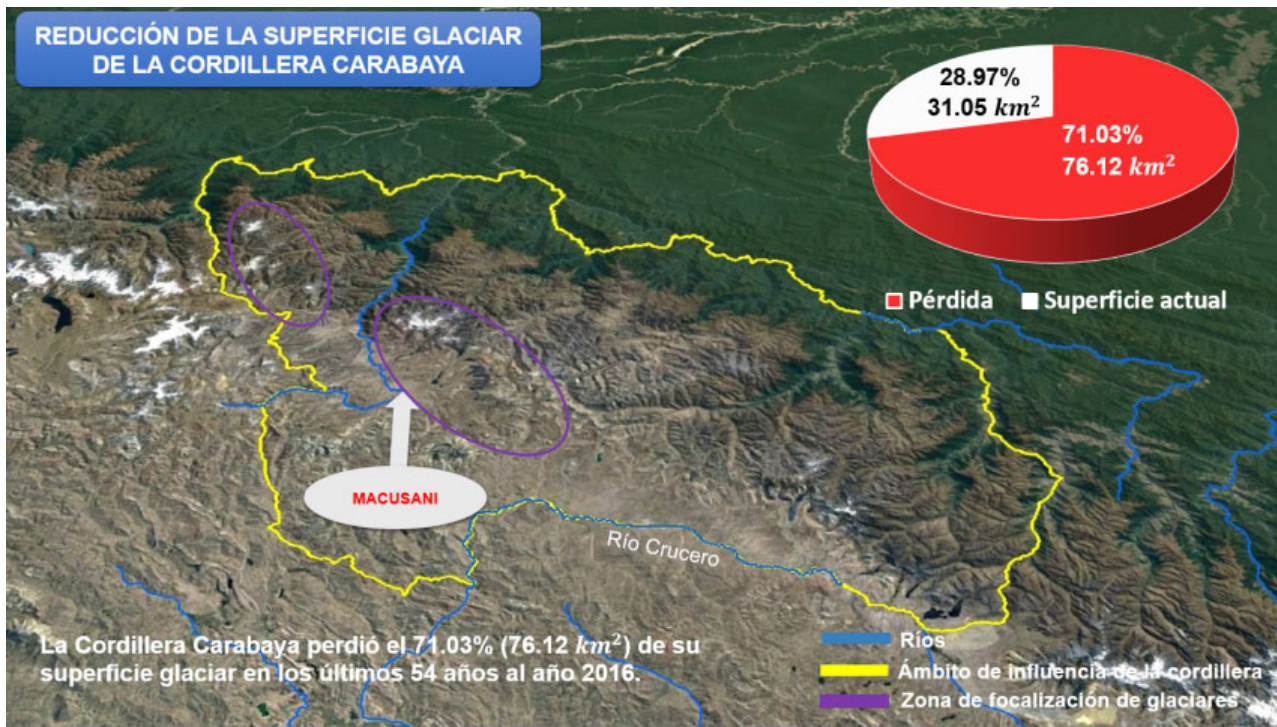 REDUCCIÓN DE LA SUPERFICIE GLACIAR
DE LA CORDILLERA CARABAYA
28.97%
31.05 km²
71.03%
76.12 km²
Pérdida
Superficie actual
MACUSANI
Río Crucero
La Cordillera Carabaya perdió el 71.03% (76.12 km²) de su
superficie glaciar en los últimos 54 años al año 2016.
Ríos
Ámbito de influencia de la cordillera
Zona de focalización de glaciares